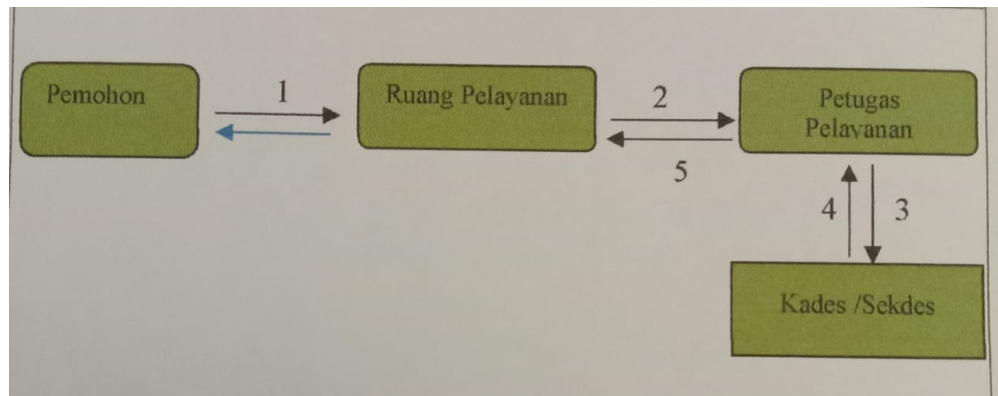 Pemohon
1
Ruang Pelayanan
2
5
Petugas
Pelayanan
4
3
Kades /Sekdes